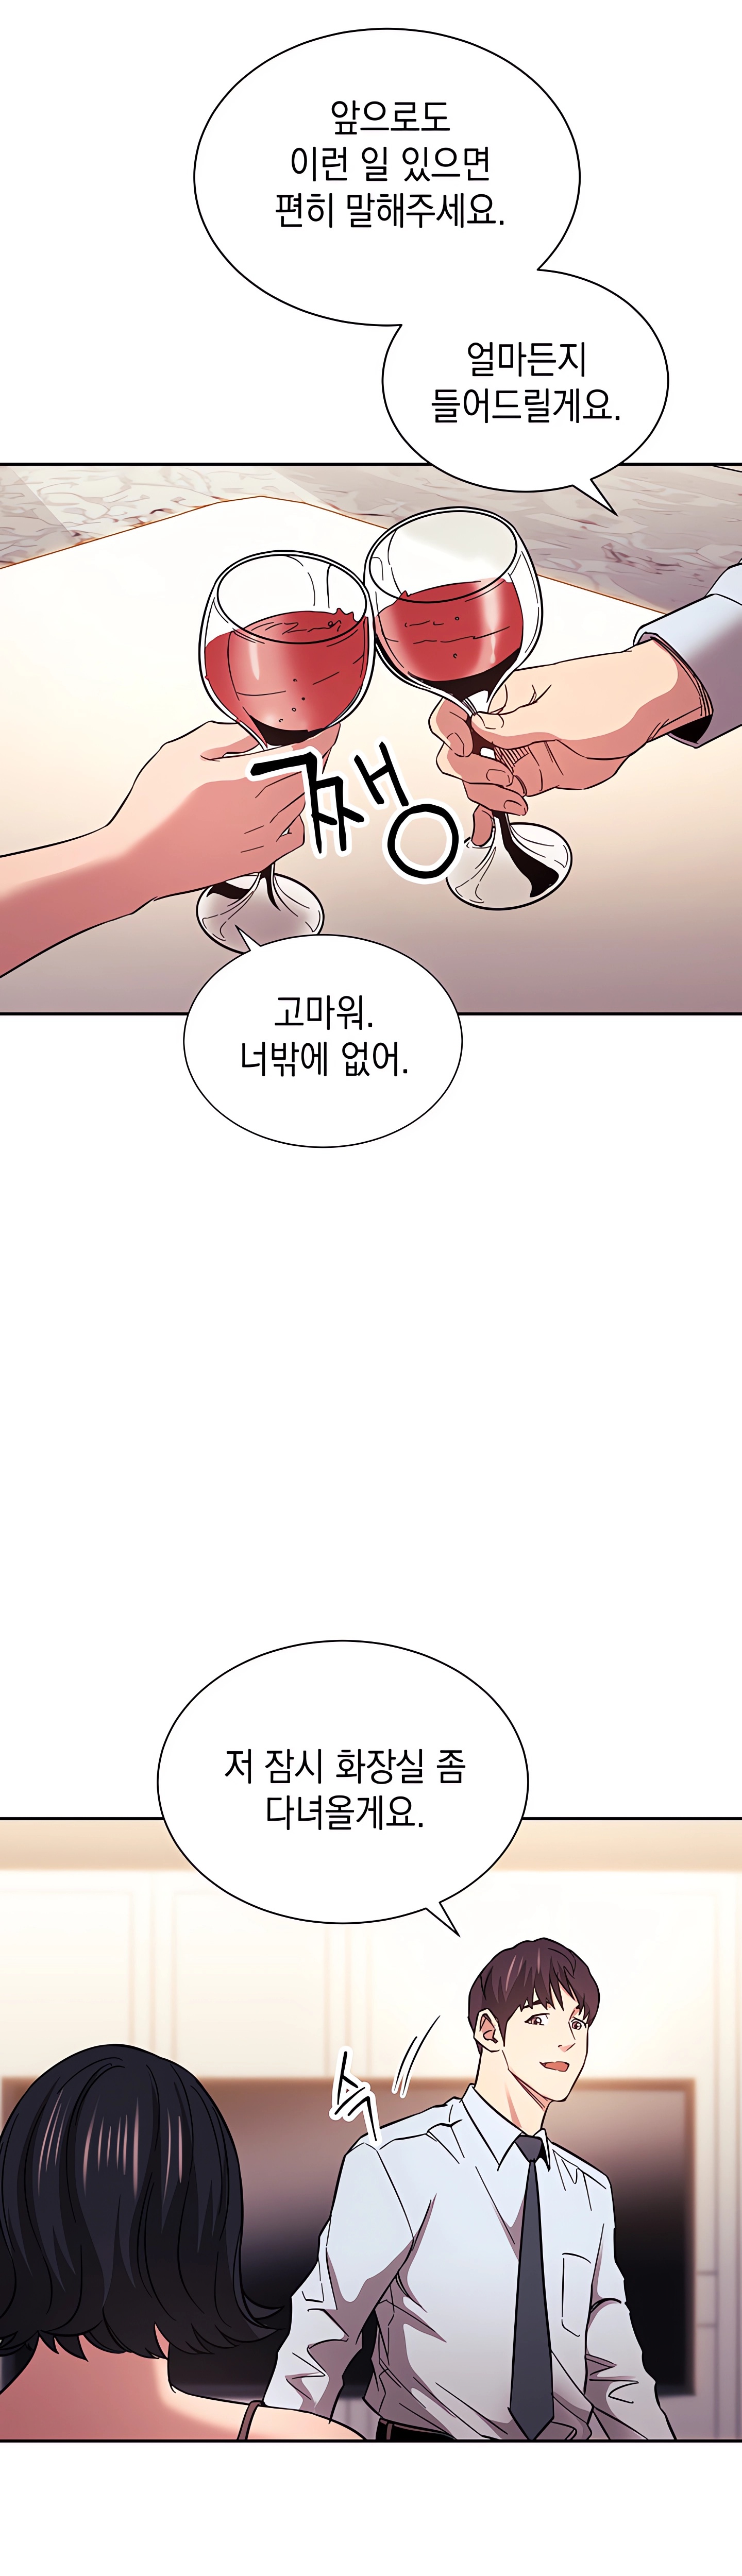 앞으로도
이런 일 있으면
편히 말해주세요.
얼마든지
들어드릴게요.
쨍
고마워.
너밖에 없어.
저 잠시 화장실 좀
다녀올게요.
슥